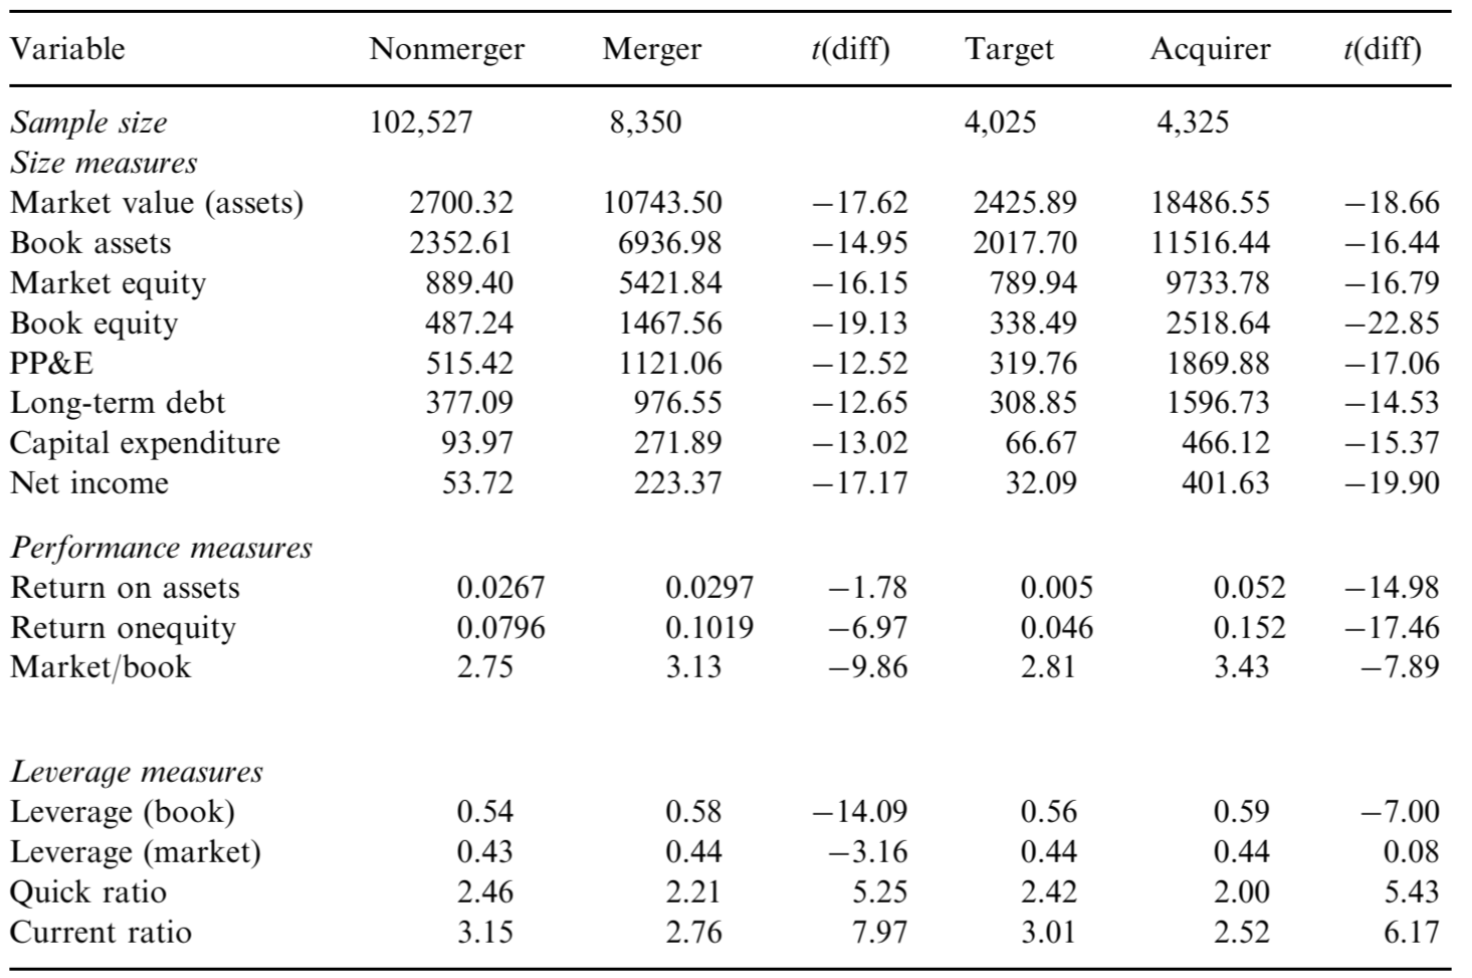 Variable Nonmerger Merger t(diff) Target Acquirer t(diff)
Sample size 102,527 8,350 4,025 4,325
Size measures
Market value (assets) 2700.32 10743.50 −17.62 2425.89 18486.55 −18.66
Book assets 2352.61 6936.98 −14.95 2017.70 11516.44 −16.44
Market equity 889.40 5421.84 −16.15 789.94 9733.78 −16.79
Book equity 487.24 1467.56 −19.13 338.49 2518.64 −22.85
PP&E 515.42 1121.06 −12.52 319.76 1869.88 −17.06
Long-term debt 377.09 976.55 −12.65 308.85 1596.73 −14.53
Capital expenditure 93.97 271.89 −13.02 66.67 466.12 −15.37
Net income 53.72 223.37 −17.17 32.09 401.63 −19.90
Performance measures
Return on assets 0.0267 0.0297 −1.78 0.005 0.052 −14.98
Return onequity 0.0796 0.1019 −6.97 0.046 0.152 −17.46
Market/book 2.75 3.13 −9.86 2.81 3.43 −7.89
Leverage measures
Leverage (book) 0.54 0.58 −14.09 0.56 0.59 −7.00
Leverage (market) 0.43 0.44 −3.16 0.44 0.44 0.08
Quick ratio 2.46 2.21 5.25 2.42 2.00 5.43
Current ratio 3.15 2.76 7.97 3.01 2.52 6.17